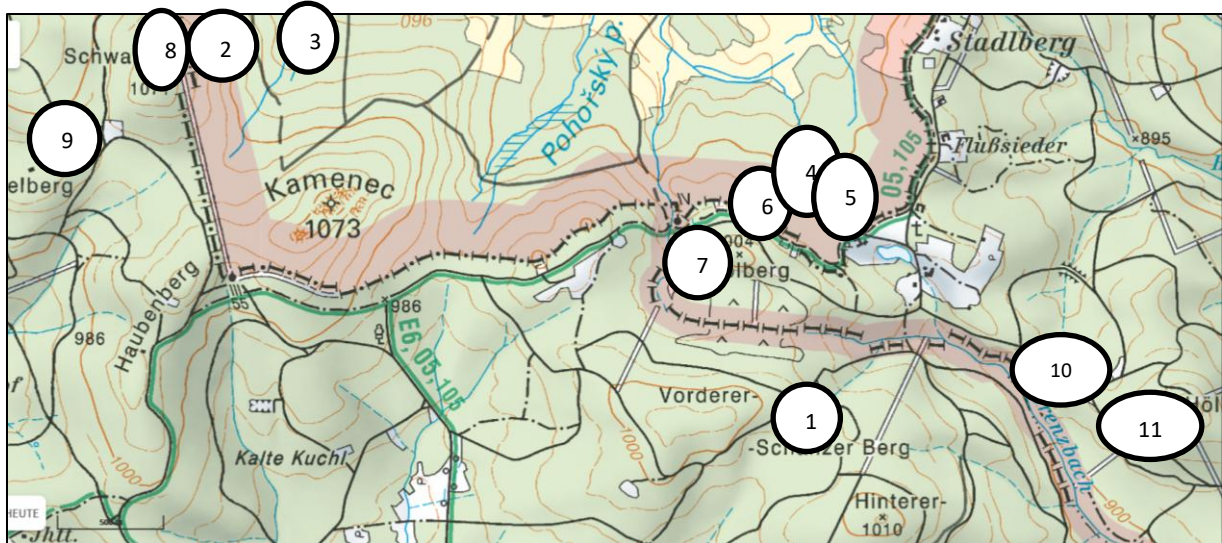 8
2
3
Schwa
960
Pohořský p.
Stadlberg
9
elberg
Kamenec
1073
Flußsieder
×895
05,105
4
6
5
7
904
lberg
Haubenberg
986
55
986
E6,05,105
Vorderer-
10
1
11
-Schanzer Berg
1000
1000
Kalte Kuchl
Hinterer-
1010
900
HEUTE